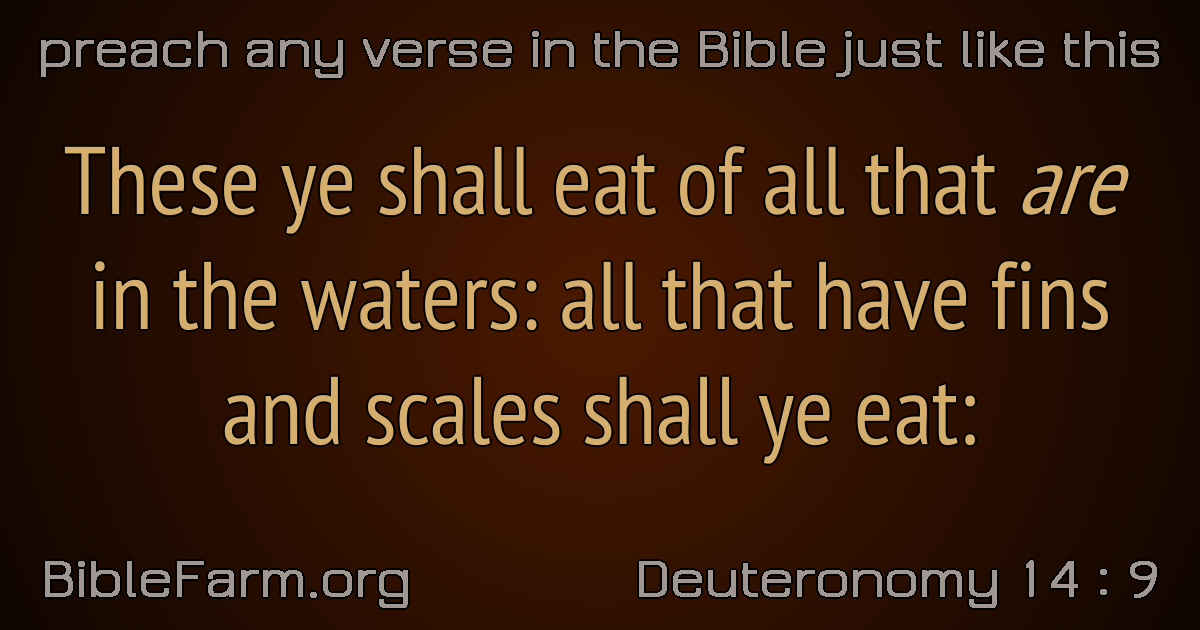 preach any verse in the Bible just like this
These ye shall eat of all that are
in the waters: all that have fins
and scales shall ye eat:
BibleFarm.org
Deuteronomy 14 : 9